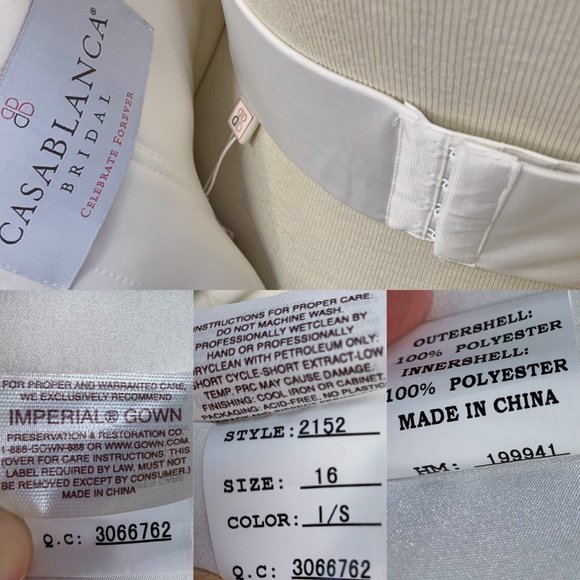 CASABLANCA®
BRIDAL
CELEBRATE FOREVER
FOR PROPER AND WARRANTED CARE,
WE EXCLUSIVELY RECOMMEND
IMPERIAL® GOWN
PRESERVATION & RESTORATION CO.
1-888-GOWN-888 or WWW.GOWN.COM
(OVER FOR CARE INSTRUCTIONS. THIS
LABEL REQUIRED BY LAW. MUST NOT
BE REMOVED EXCEPT BY CONSUMER.)
MADE IN CHINA
Q.C: 3066762
INSTRUCTIONS FOR PROPER CARE:
DO NOT MACHINE WASH.
PROFESSIONALLY WETCLEAN BY
HAND OR PROFESSIONALLY
DRYCLEAN WITH PETROLEUM ONLY.
SHORT CYCLE-SHORT EXTRACT-LOW
TEMP, PRC MAY CAUSE DAMAGE.
FINISHING: COOL IRON OR CABINET.
PACKAGING: ACID-FREE, NO PLASTIC
STYLE: 2152
SIZE: 16
COLOR: I/S
Q.C: 3066762
OUTERSHELL:
100% POLYESTER
INNERSHELL:
100% POLYESTER
MADE IN CHINA
HM: 199941